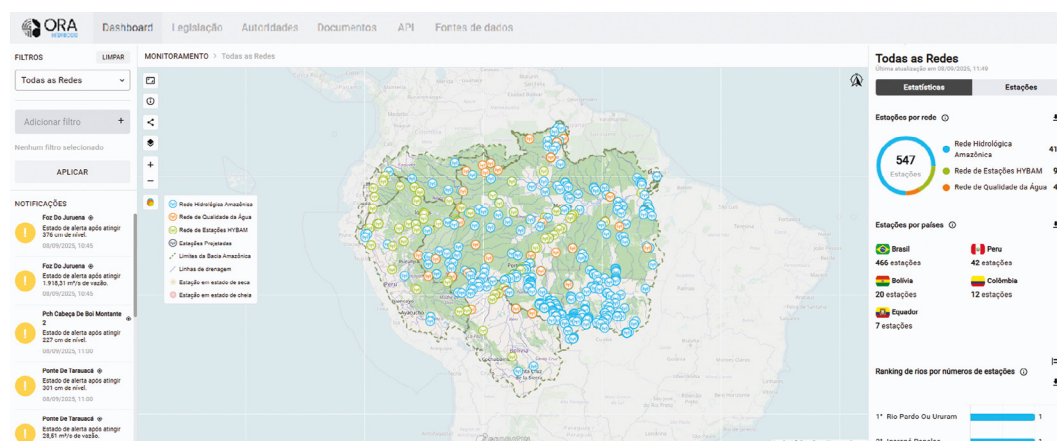 ORA
HÍDRICOS
Dashboard Legislação Autoridades Documentos API Fontes de dados
FILTROS LIMPAR
Todas as Redes
Adicionar filtro +
Nenhum filtro selecionado
APLICAR
NOTIFICAÇÕES
Foz Do Juruena
Estado de alerta após atingir
376 cm de nível.
08/09/2025, 10:45
Foz Do Juruena
Estado de alerta após atingir
1.918,31 m³/s de vazão.
08/09/2025, 10:45
Pch Cabeça De Boi Montante
2
Estado de alerta após atingir
227 cm de nível.
08/09/2025, 11:00
Ponte De Tarauacá
Estado de alerta após atingir
301 cm de nível.
08/09/2025, 11:00
Ponte De Tarauacá
Estado de alerta após atingir
28,51 m³/s de vazão.
MONITORAMENTO > Todas as Redes
Rede Hidrológica Amazônica
Rede de Qualidade da Água
Rede de Estações HYBAM
Estações Projetadas
Limites da Bacia Amazônica
Linhas de drenagem
Estação em estado de seca
Estação em estado de cheia
Peru
Ayacucho
Bolivia
Cochabamba
Todas as Redes
Última atualização em 08/09/2025, 11:49
Estatísticas Estações
Estações por rede
547
Estações
Rede Hidrológica
Amazônica 41
Rede de Estações HYBAM 9
Rede de Qualidade da Água 4
Estações por países
Brasil
466 estações
Peru
42 estações
Bolívia
20 estações
Colômbia
12 estações
Equador
7 estações
Ranking de rios por números de estações
1° Rio Pardo Ou Ururam 1